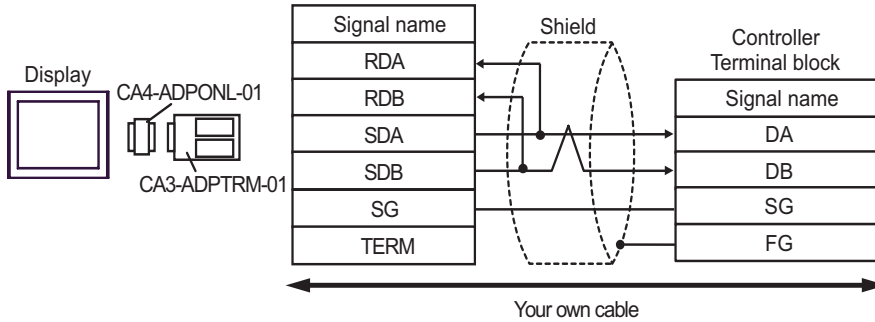 Display
CA4-ADPONL-01
CA3-ADPTRM-01
Signal name
RDA
RDB
SDA
SDB
SG
TERM
Shield
Controller
Terminal block
Signal name
DA
DB
SG
FG
Your own cable